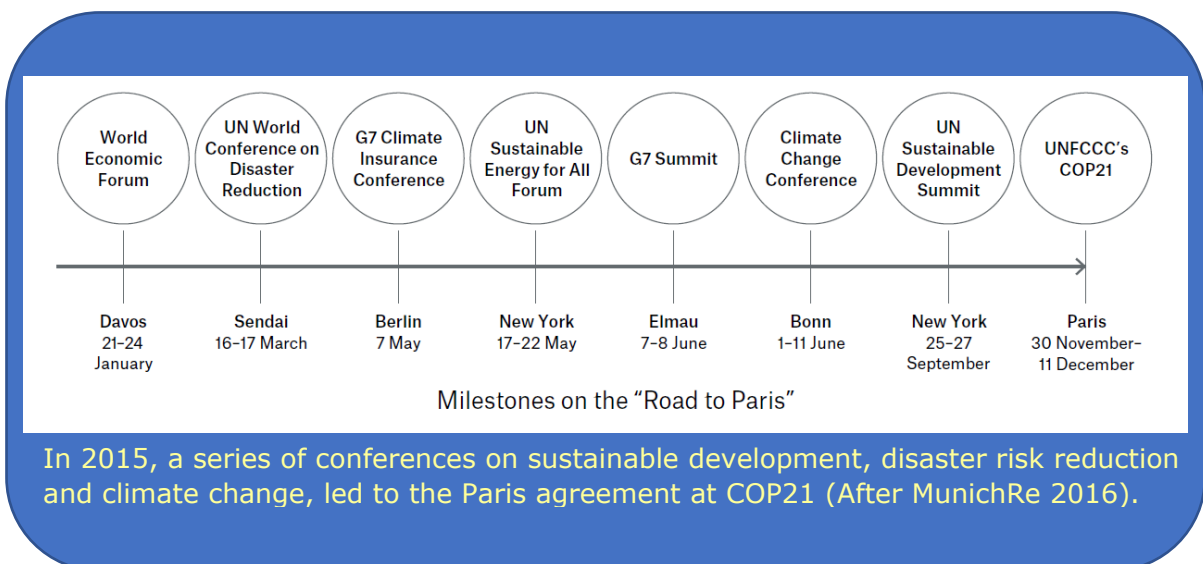 World
Economic
Forum
UN World
Conference on
Disaster
Reduction
G7 Climate
Insurance
Conference
UN
Sustainable
Energy for All
Forum
G7 Summit
Climate
Change
Conference
UN
Sustainable
Development
Summit
UNFCCC's
COP21
Davos
21–24
January
Sendai
16–17 March
Berlin
7 May
New York
17–22 May
Elmau
7–8 June
Bonn
1–11 June
New York
25–27
September
Paris
30 November–
11 December
Milestones on the “Road to Paris”
In 2015, a series of conferences on sustainable development, disaster risk reduction
and climate change, led to the Paris agreement at COP21 (After MunichRe 2016).